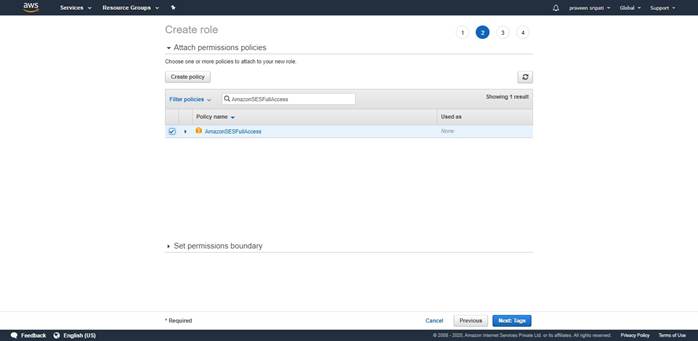 aws Services Resource Groups praveen sripati Global Support
Create role 1 2 3 4
Attach permissions policies
Choose one or more policies to attach to your new role.
Create policy
Filter policies AmazonSESFullAccess Showing 1 result
Policy name Used as
AmazonSESFullAccess None
Set permissions boundary
* Required Cancel Previous Next: Tags
Feedback English (US) © 2008 - 2020, Amazon Internet Services Private Ltd. or its affiliates. All rights reserved. Privacy Policy Terms of Use